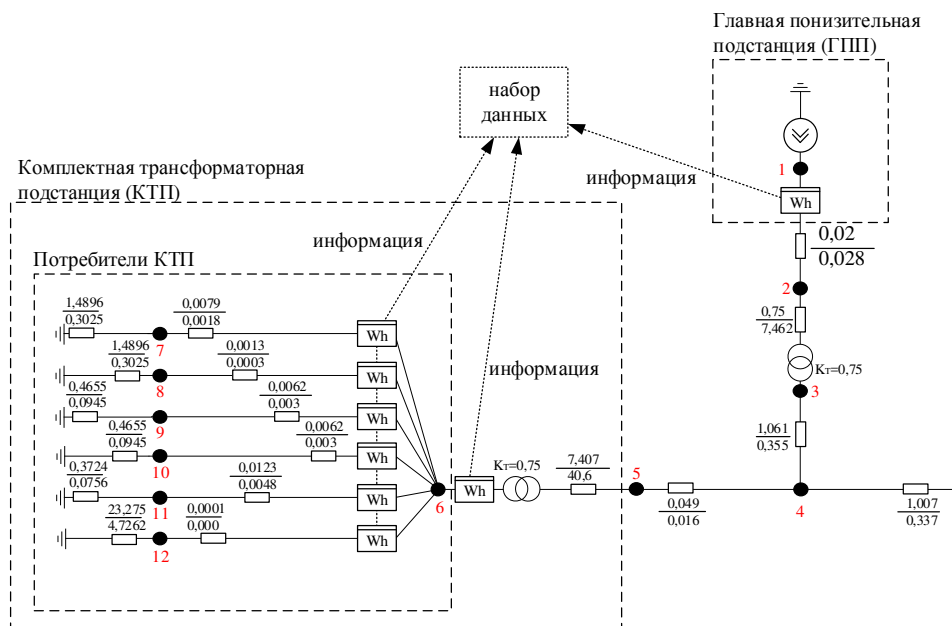 Главная понизительная
подстанция (ГПП)
набор
данных
1
Wh
информация
Комплектная трансформаторная
подстанция (КТП)
0,02
0,028
информация
Потребители КТП
2
0,75
7,462
1,4896
0,3025
7
0,0079
0,0018
Wh
Kт=0,75
3
информация
1,4896
0,3025
8
0,0013
0,0003
Wh
0,4655
0,0945
9
0,0062
0,003
Wh
1,061
0,355
0,4655
0,0945
10
0,0062
0,003
Wh
0,3724
0,0756
11
0,0123
0,0048
Wh
6
Wh
Kт=0,75
7,407
40,6
5
0,049
0,016
4
1,007
0,337
23,275
4,7262
12
0,0001
0,000
Wh